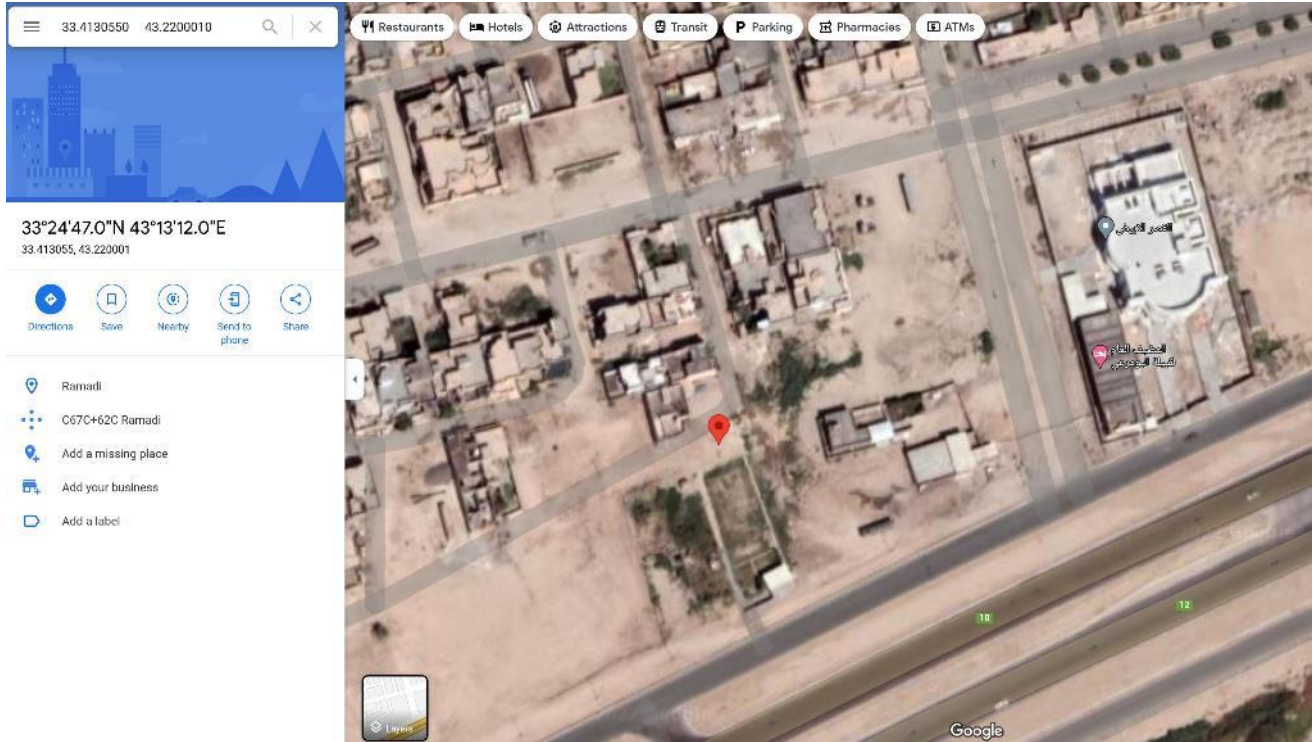 33.4130550 43.2200010
Restaurants
Hotels
Attractions
Transit
Parking
Pharmacies
ATMs
33°24'47.0"N 43°13'12.0"E
33.413055, 43.220001
Directions
Save
Nearby
Send to
phone
Share
Ramadi
C67C+62C Ramadi
Add a missing place
Add your business
Add a label
القصر الابيض
المضيف العام
10
12
Layers
Google